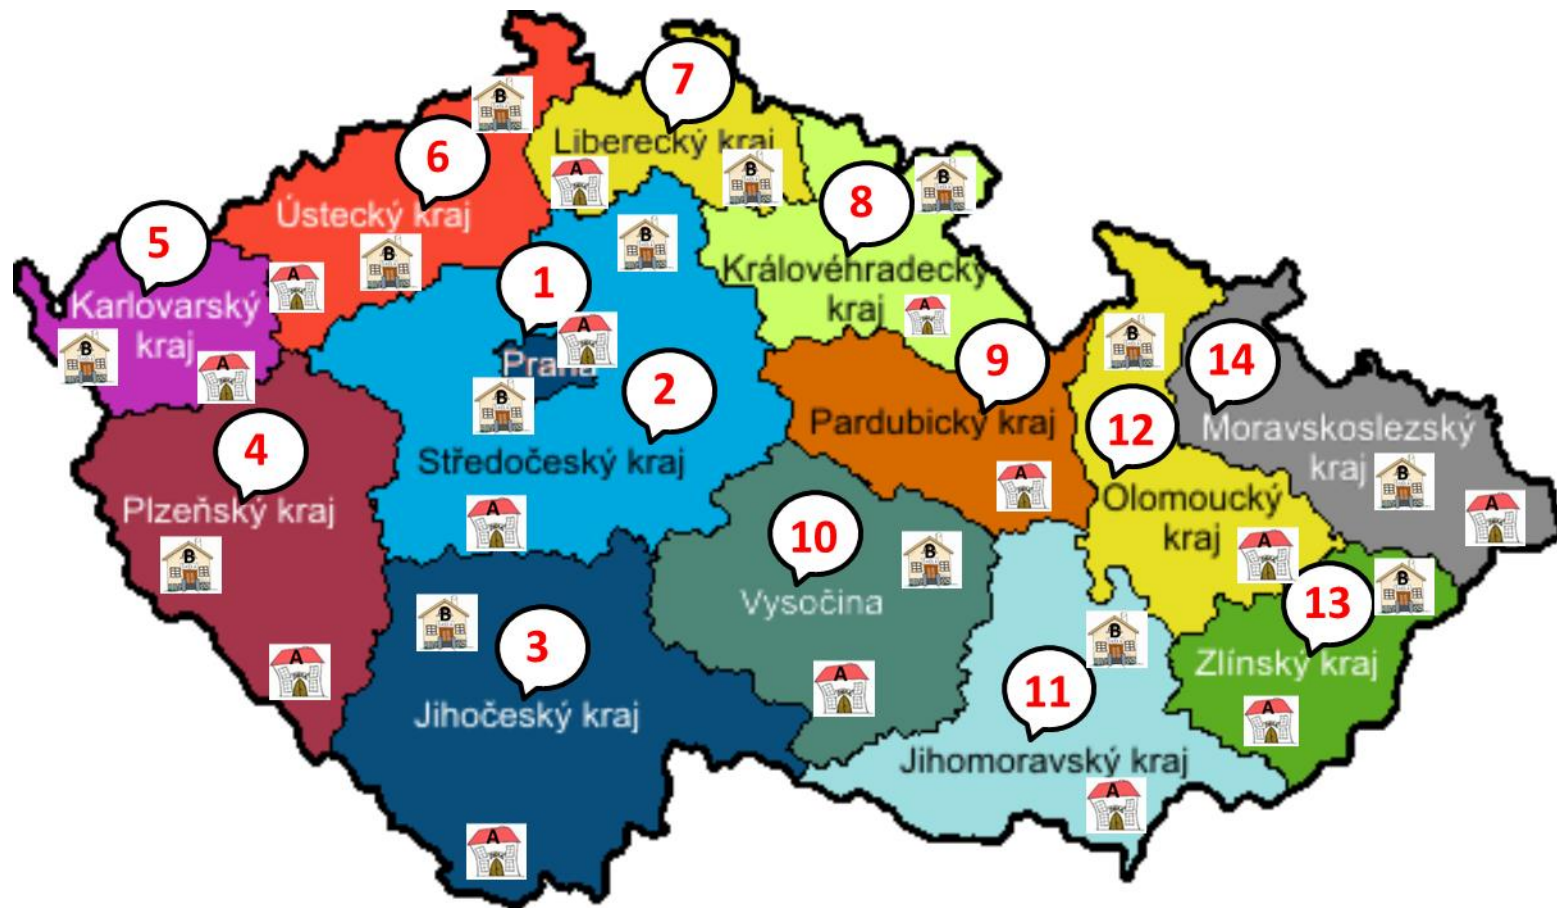 7
B
Liberecký kraj
6
B
A
B
8
Ústecký kraj
5
B
B
1
Královéhradecký
kraj
A
Karlovarský
kraj
A
A
B
B
9
14
A
Praha
2
B
12
Pardubický kraj
Moravskoslezský
kraj
4
Středočeský kraj
B
A
Olomoucký
kraj
Plzeňský kraj
A
A
10
B
B
A
B
13
Vysočina
B
3
B
11
Zlínský kraj
A
A
Jihočeský kraj
A
Jihomoravský kraj
A
A